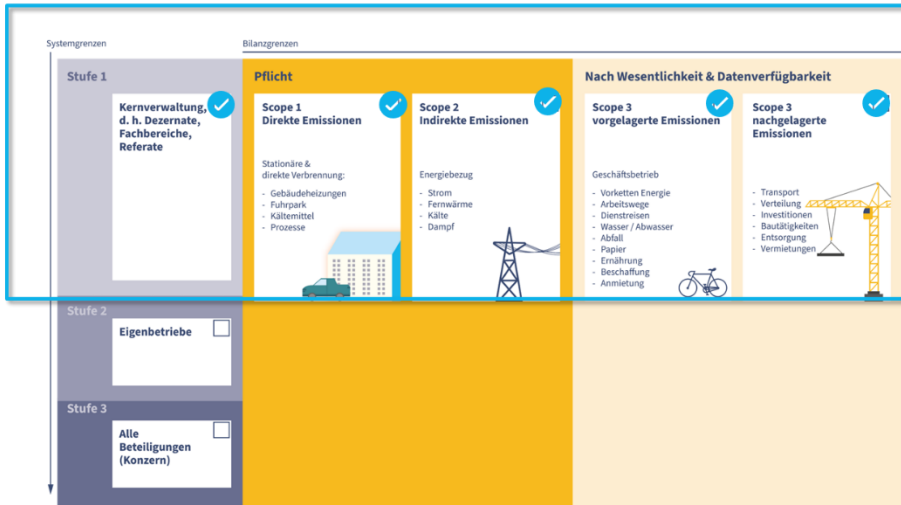 Systemgrenzen
Bilanzgrenzen
Stufe 1
Pflicht
Nach Wesentlichkeit & Datenverfügbarkeit
Kernverwaltung,
d. h. Dezernate,
Fachbereiche,
Referate
Scope 1
Direkte Emissionen
Stationäre &
direkte Verbrennung:
- Gebäudeheizungen
- Fuhrpark
- Kältemittel
- Prozesse
Scope 2
Indirekte Emissionen
Energiebezug
- Strom
- Fernwärme
- Kälte
- Dampf
Scope 3
vorgelagerte Emissionen
Geschäftsbetrieb
- Vorketten Energie
- Arbeitswege
- Dienstreisen
- Wasser / Abwasser
- Abfall
- Papier
- Ernährung
- Beschaffung
- Anmietung
Scope 3
nachgelagerte
Emissionen
- Transport
- Verteilung
- Investitionen
- Bautätigkeiten
- Entsorgung
- Vermietungen
Stufe 2
Eigenbetriebe
Stufe 3
Alle
Beteiligungen
(Konzern)